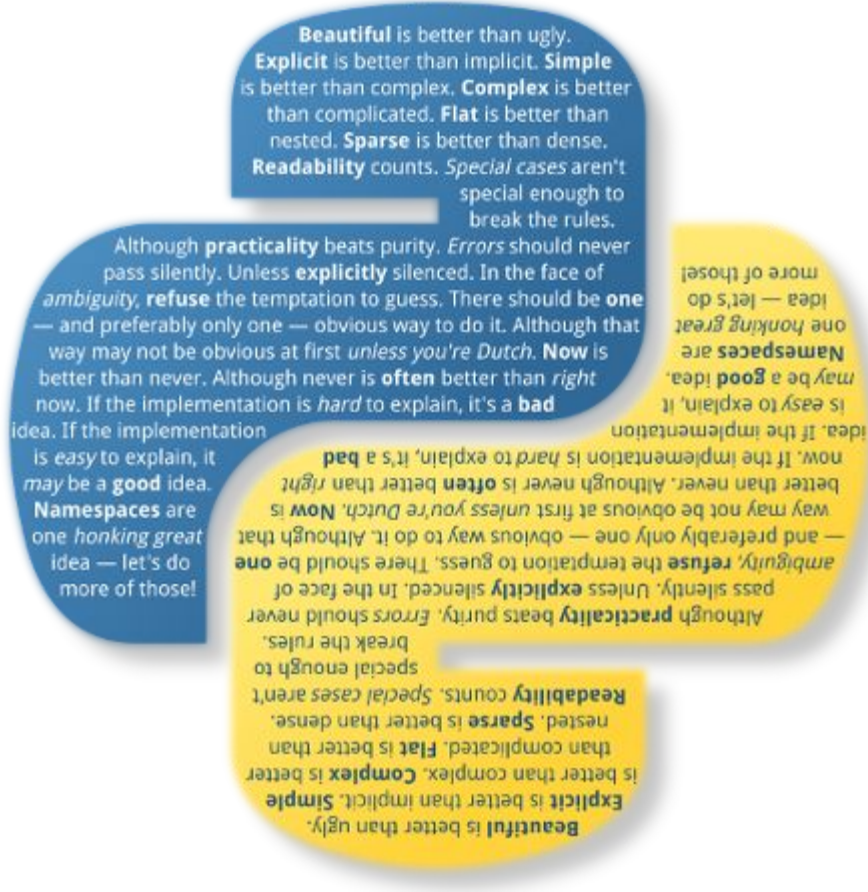 Beautiful is better than ugly.
Explicit is better than implicit. Simple
is better than complex. Complex is better
than complicated. Flat is better than
nested. Sparse is better than dense.
Readability counts. Special cases aren't
special enough to
break the rules.
Although practicality beats purity. Errors should never
pass silently. Unless explicitly silenced. In the face of
ambiguity, refuse the temptation to guess. There should be one
— and preferably only one — obvious way to do it. Although that
way may not be obvious at first unless you're Dutch. Now is
better than never. Although never is often better than right
now. If the implementation is hard to explain, it's a bad
idea. If the implementation
is easy to explain, it
may be a good idea.
Namespaces are
one honking great
idea — let's do
more of those!
Beautiful is better than ugly.
Explicit is better than implicit. Simple
is better than complex. Complex is better
than complicated. Flat is better than
nested. Sparse is better than dense.
Readability counts. Special cases aren't
special enough to
break the rules.
Although practicality beats purity. Errors should never
pass silently. Unless explicitly silenced. In the face of
ambiguity, refuse the temptation to guess. There should be one
— and preferably only one — obvious way to do it. Although that
way may not be obvious at first unless you're Dutch. Now is
better than never. Although never is often better than right
now. If the implementation is hard to explain, it's a bad
idea. If the implementation
is easy to explain, it
may be a good idea.
Namespaces are
one honking great
idea — let's do
more of those!